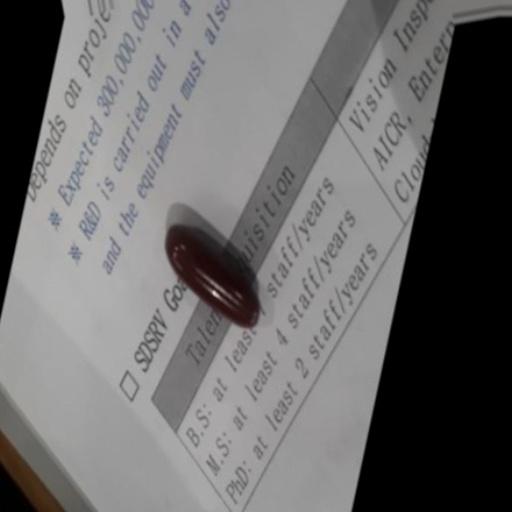 Depends on proje
※ Expected 300,000,00
※ R&D is carried out in a
and the equipment must also
□ SDSRV Goa
Talen uisition
B.S: at least staff/years
M.S: at least 4 staff/years
PhD: at least 2 staff/years
Vision Insp
AICR, Enter
Cloud